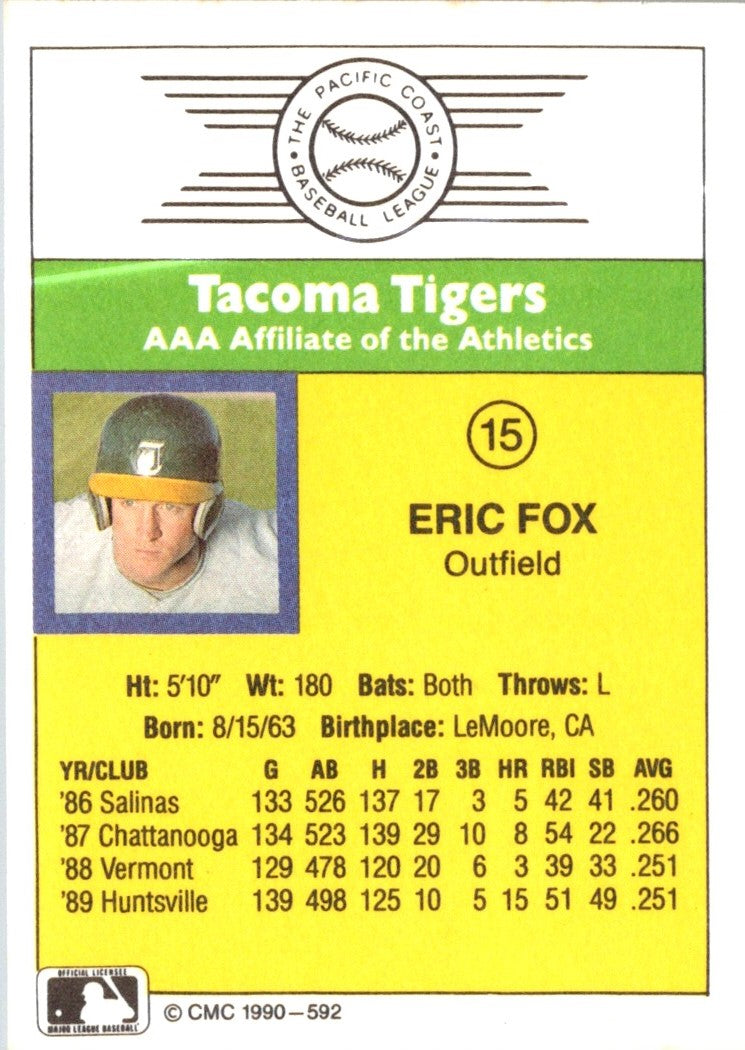 THE PACIFIC COAST
• BASEBALL LEAGUE •
Tacoma Tigers
AAA Affiliate of the Athletics
15
ERIC FOX
Outfield
T
Ht: 5'10" Wt: 180 Bats: Both Throws: L
Born: 8/15/63 Birthplace: LeMoore, CA
YR/CLUB G AB H 2B 3B HR RBI SB AVG
'86 Salinas 133 526 137 17 3 5 42 41 .260
'87 Chattanooga 134 523 139 29 10 8 54 22 .266
'88 Vermont 129 478 120 20 6 3 39 33 .251
'89 Huntsville 139 498 125 10 5 15 51 49 .251
OFFICIAL LICENSEE
MAJOR LEAGUE BASEBALL
© CMC 1990–592